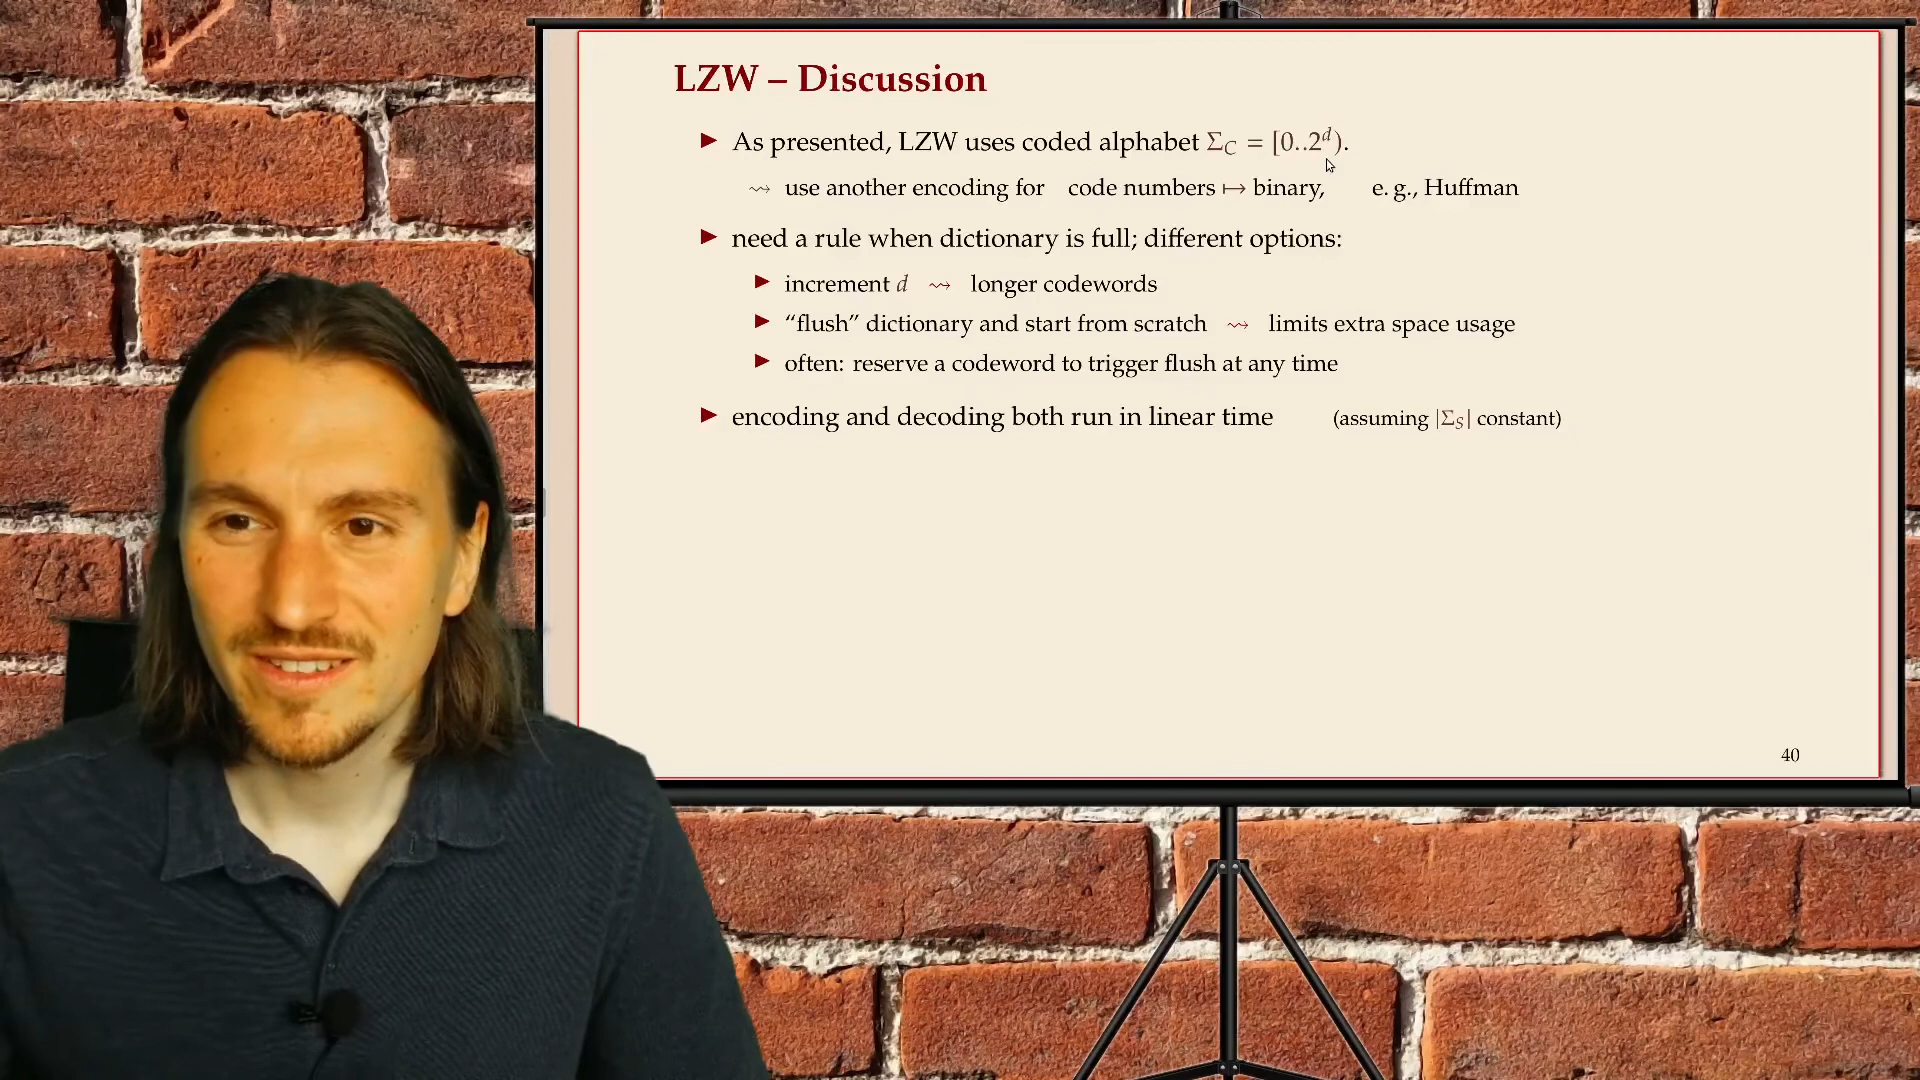 LZW – Discussion
▶ As presented, LZW uses coded alphabet Σ_C = [0..2^d).
⇝ use another encoding for code numbers ↦ binary, e. g., Huffman
▶ need a rule when dictionary is full; different options:
▶ increment d ⇝ longer codewords
▶ “flush” dictionary and start from scratch ⇝ limits extra space usage
▶ often: reserve a codeword to trigger flush at any time
▶ encoding and decoding both run in linear time (assuming |Σ_S| constant)
40